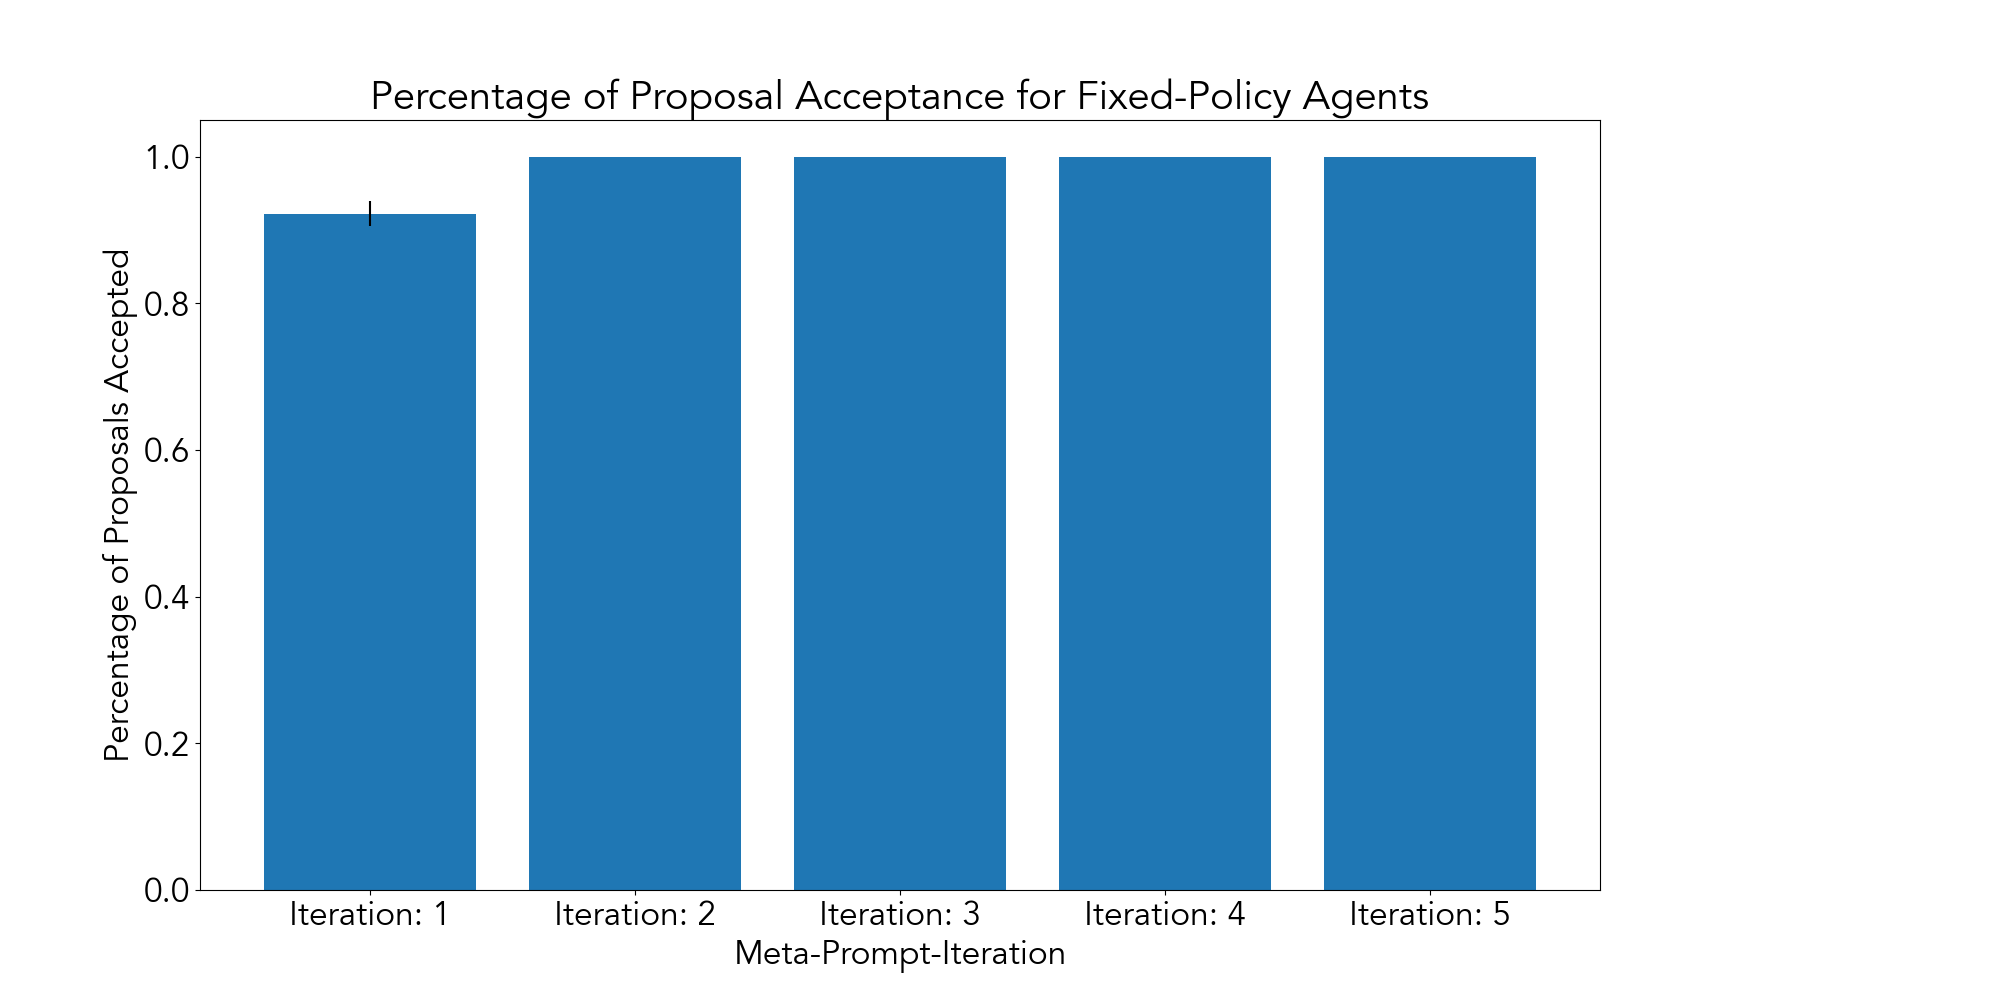 Percentage of Proposal Acceptance for Fixed-Policy Agents
Percentage of Proposals Accepted
1.0
0.8
0.6
0.4
0.2
0.0
Iteration: 1
Iteration: 2
Iteration: 3
Iteration: 4
Iteration: 5
Meta-Prompt-Iteration